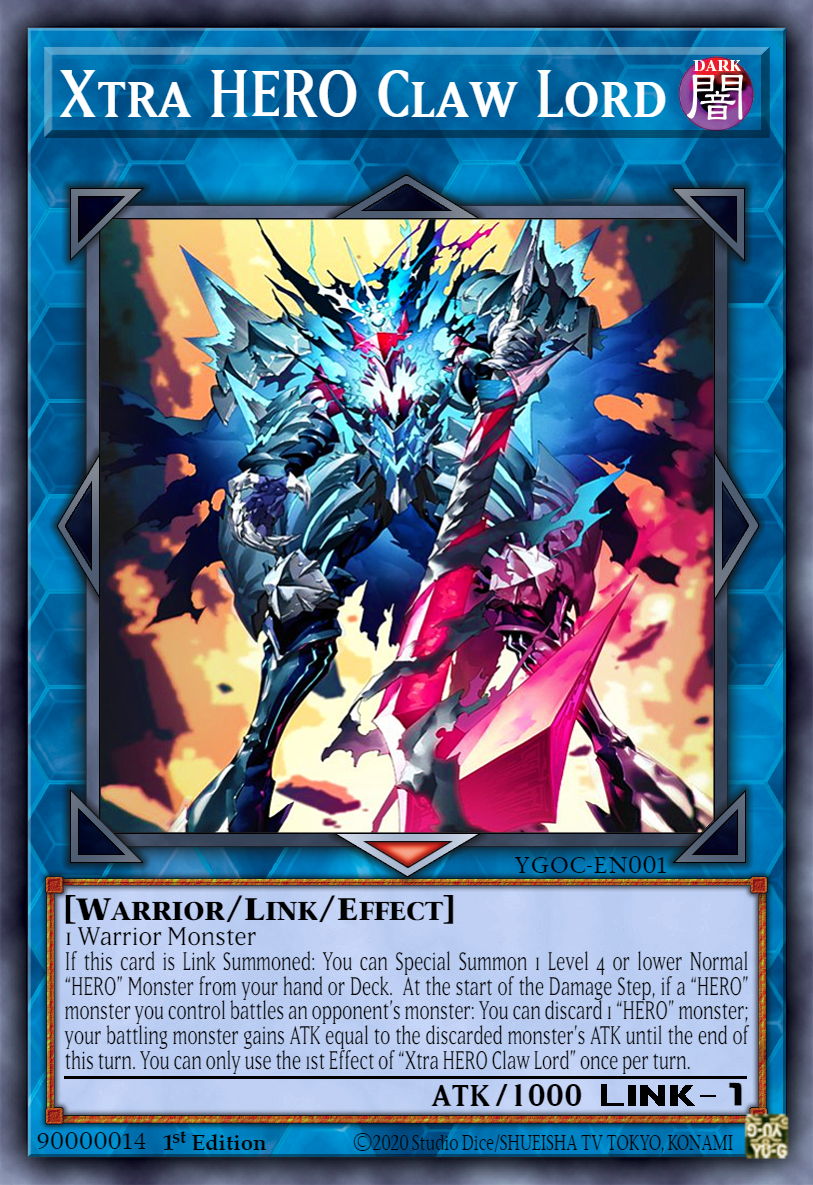 Xtra HERO Claw Lord
DARK
闇
YGOC-EN001
[Warrior/Link/Effect]
1 Warrior Monster
If this card is Link Summoned: You can Special Summon 1 Level 4 or lower Normal
“HERO” Monster from your hand or Deck. At the start of the Damage Step, if a “HERO”
monster you control battles an opponent’s monster: You can discard 1 “HERO” monster;
your battling monster gains ATK equal to the discarded monster’s ATK until the end of
this turn. You can only use the 1st Effect of “Xtra HERO Claw Lord” once per turn.
ATK/1000 LINK-1
90000014 1st Edition ©2020 Studio Dice/SHUEISHA TV TOKYO, KONAMI